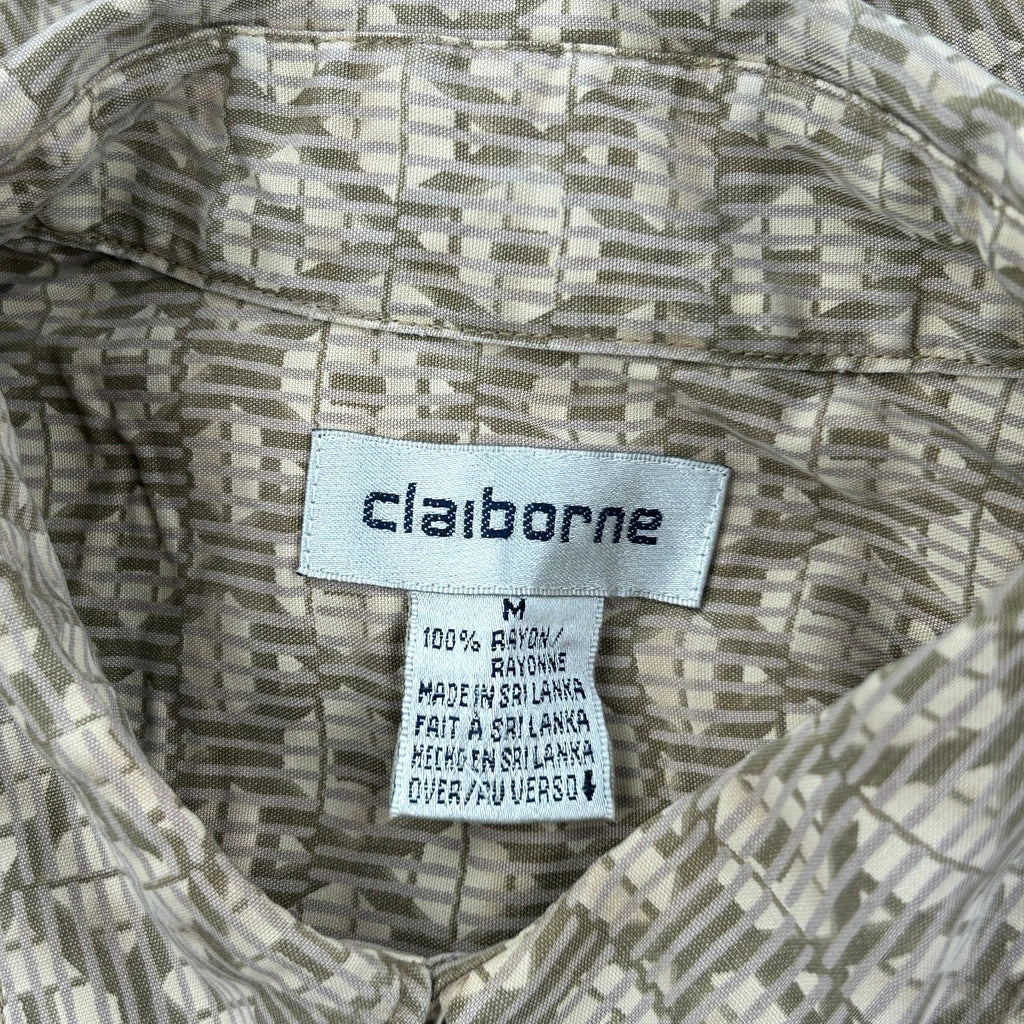 claiborne
M
100% RAYON/
RAYONNE
MADE IN SRI LANKA
FAIT À SRI LANKA
HECHO EN SRI LANKA
OVER/AU VERSO